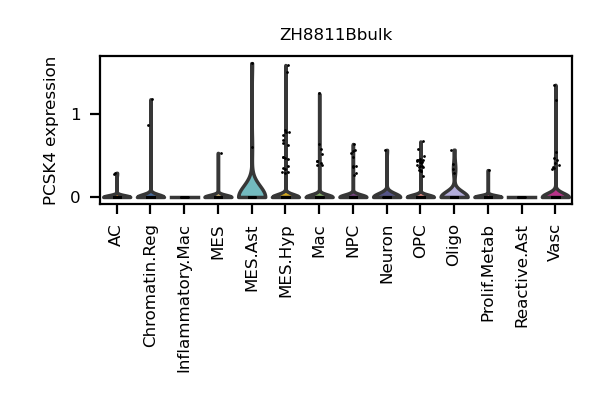 ZH8811Bbulk
PCSK4 expression
1
0
AC
Chromatin.Reg
Inflammatory.Mac
MES
MES.Ast
MES.Hyp
Mac
NPC
Neuron
OPC
Oligo
Prolif.Metab
Reactive.Ast
Vasc